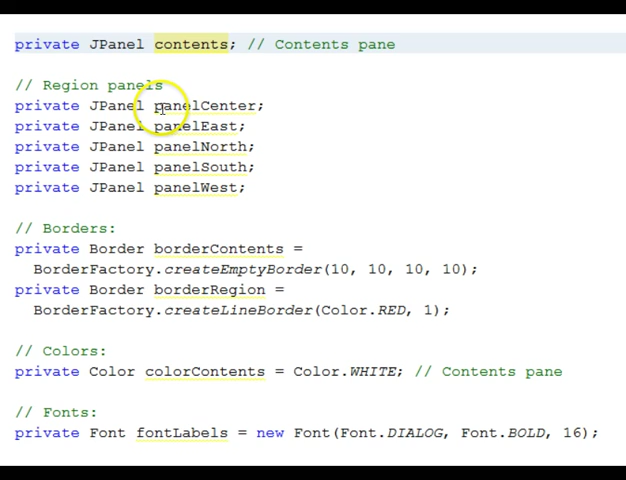 private JPanel contents; // Contents pane
// Region panels
private JPanel panelCenter;
private JPanel panelEast;
private JPanel panelNorth;
private JPanel panelSouth;
private JPanel panelWest;
// Borders:
private Border borderContents =
BorderFactory.createEmptyBorder(10, 10, 10, 10);
private Border borderRegion =
BorderFactory.createLineBorder(Color.RED, 1);
// Colors:
private Color colorContents = Color.WHITE; // Contents pane
// Fonts:
private Font fontLabels = new Font(Font.DIALOG, Font.BOLD, 16);